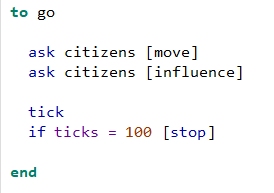 to go
ask citizens [move]
ask citizens [influence]
tick
if ticks = 100 [stop]
end